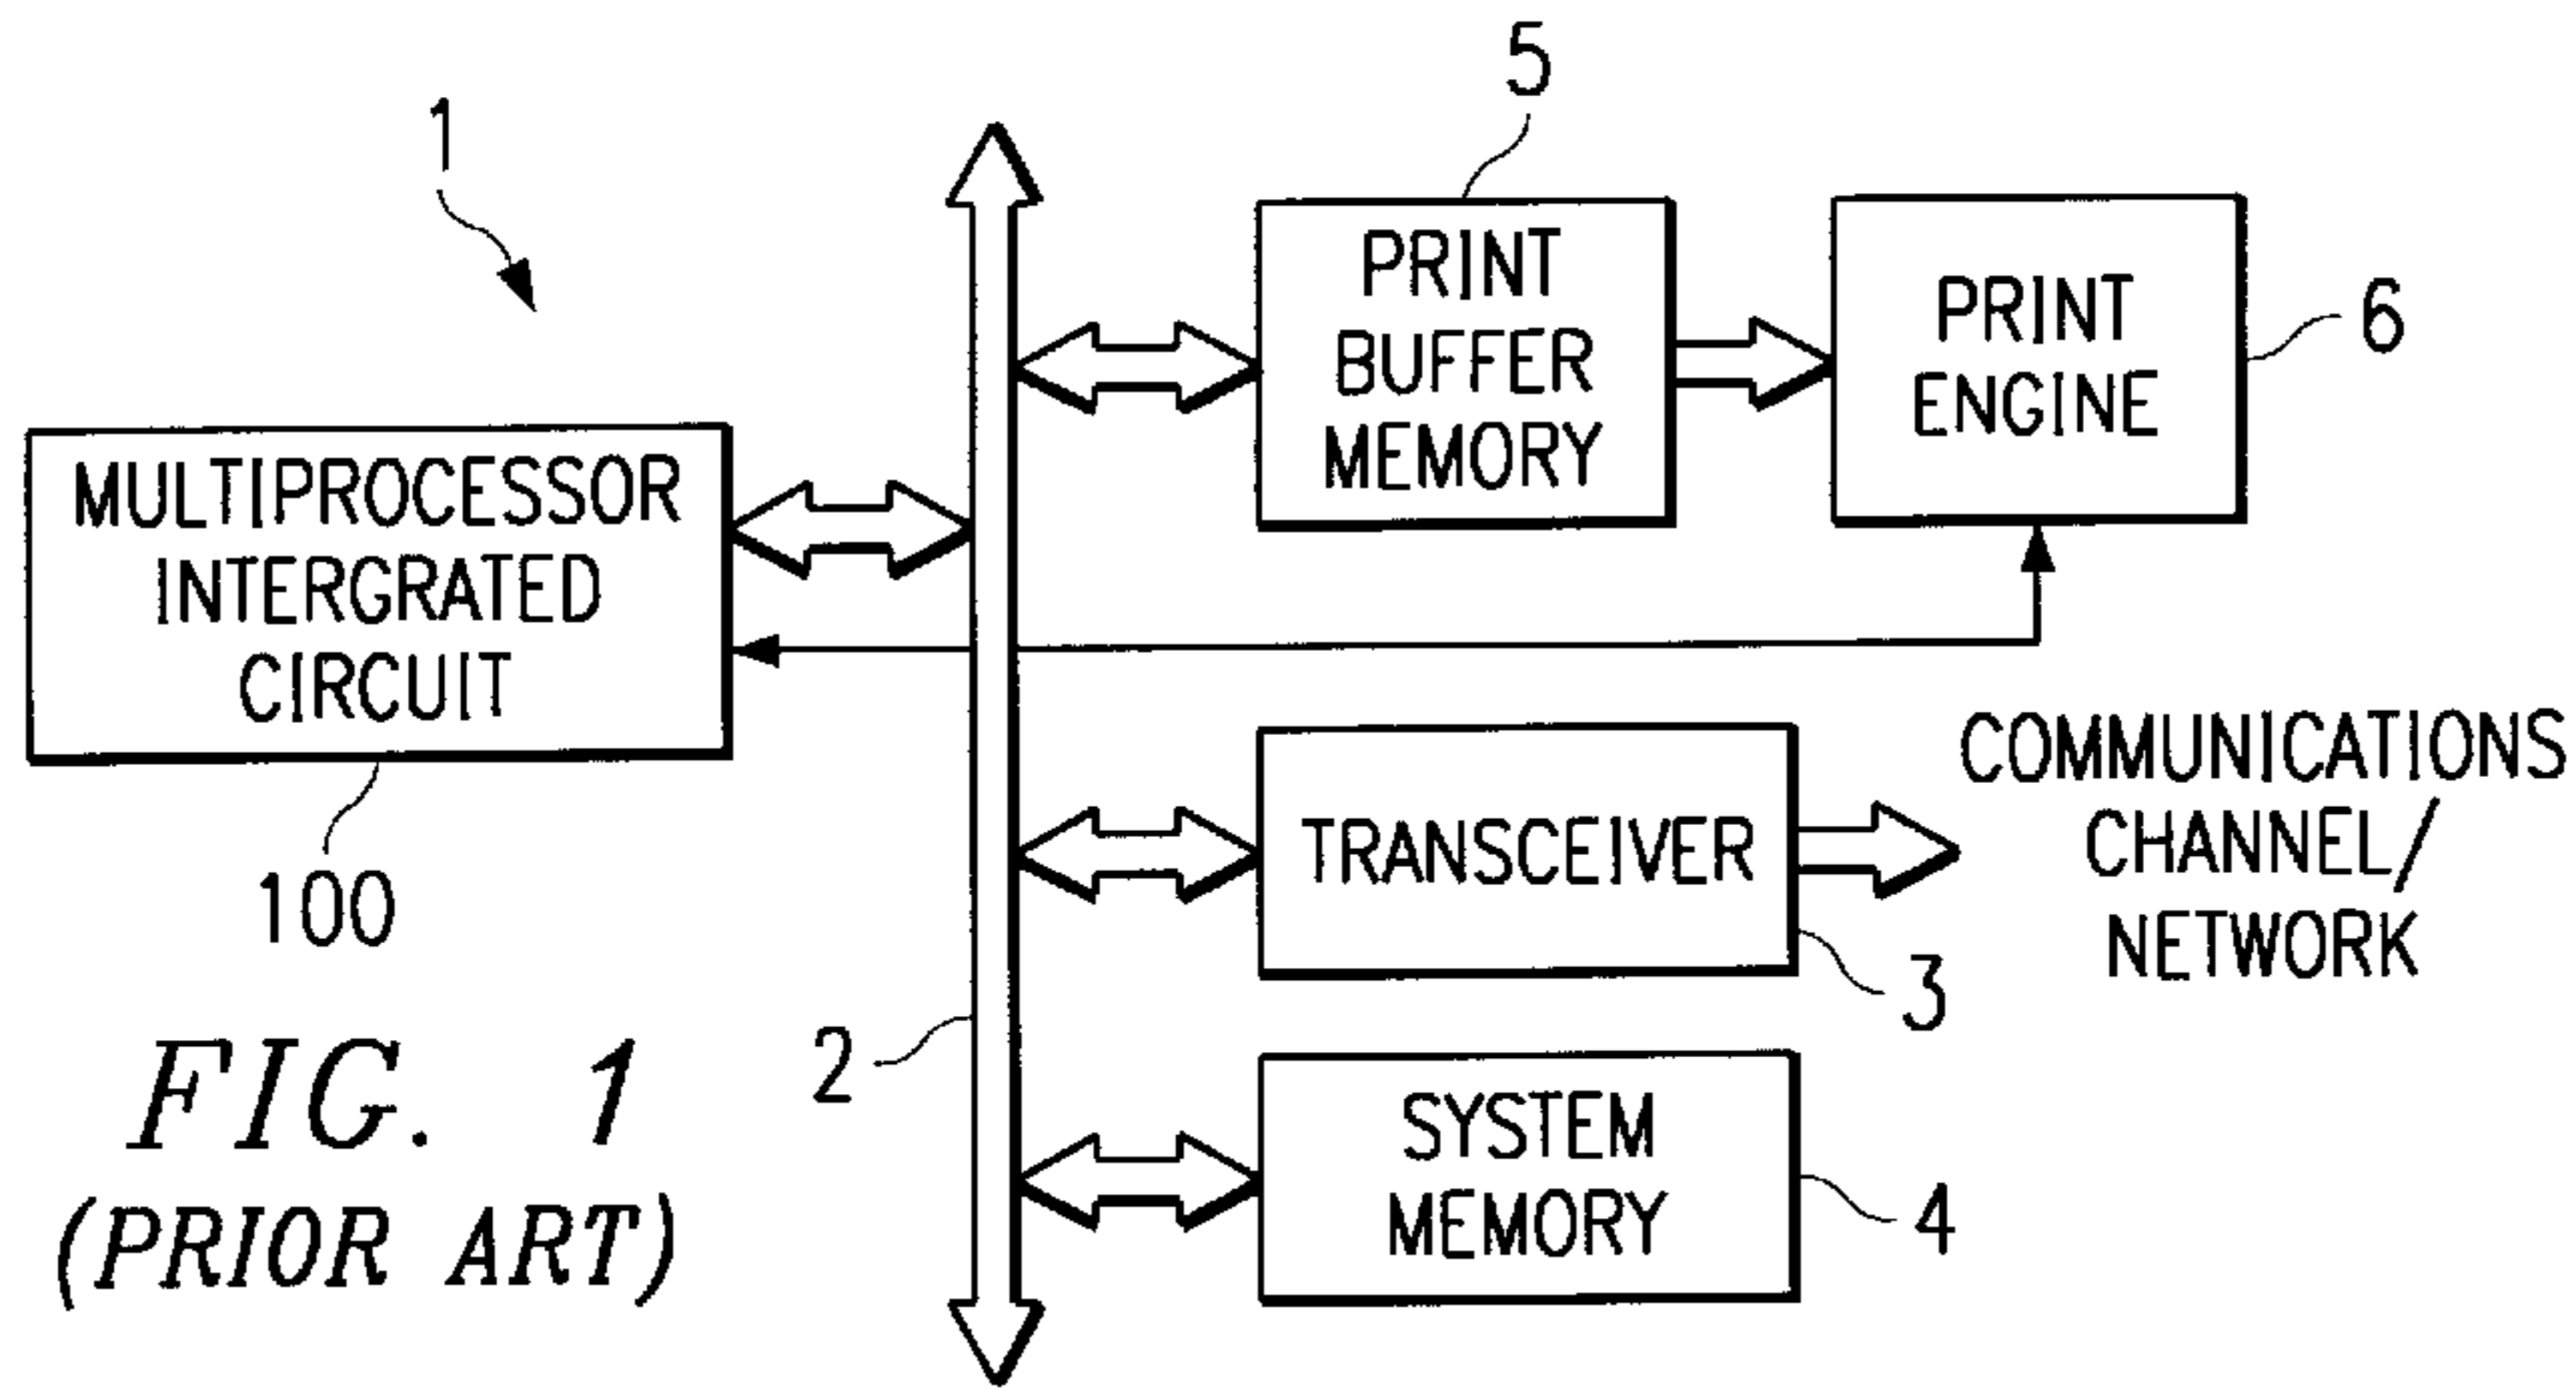 1
5
PRINT
BUFFER
MEMORY
PRINT
ENGINE
6
MULTIPROCESSOR
INTERGRATED
CIRCUIT
100
TRANSCEIVER
3
COMMUNICATIONS
CHANNEL/
NETWORK
2
SYSTEM
MEMORY
4
FIG. 1
(PRIOR ART)